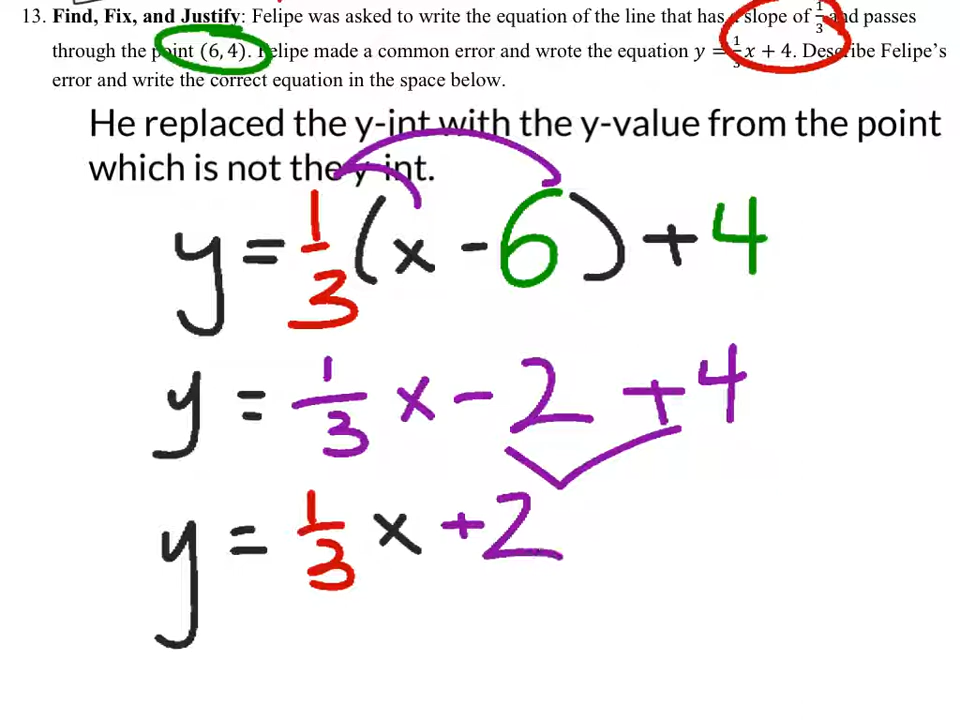 13. Find, Fix, and Justify: Felipe was asked to write the equation of the line that has a slope of 1/3 and passes
through the point (6, 4). Felipe made a common error and wrote the equation y = 1/3 x + 4. Describe Felipe's
error and write the correct equation in the space below.
He replaced the y-int with the y-value from the point
which is not the y-int.
y = 1/3 (x - 6) + 4
y = 1/3 x - 2 + 4
y = 1/3 x + 2